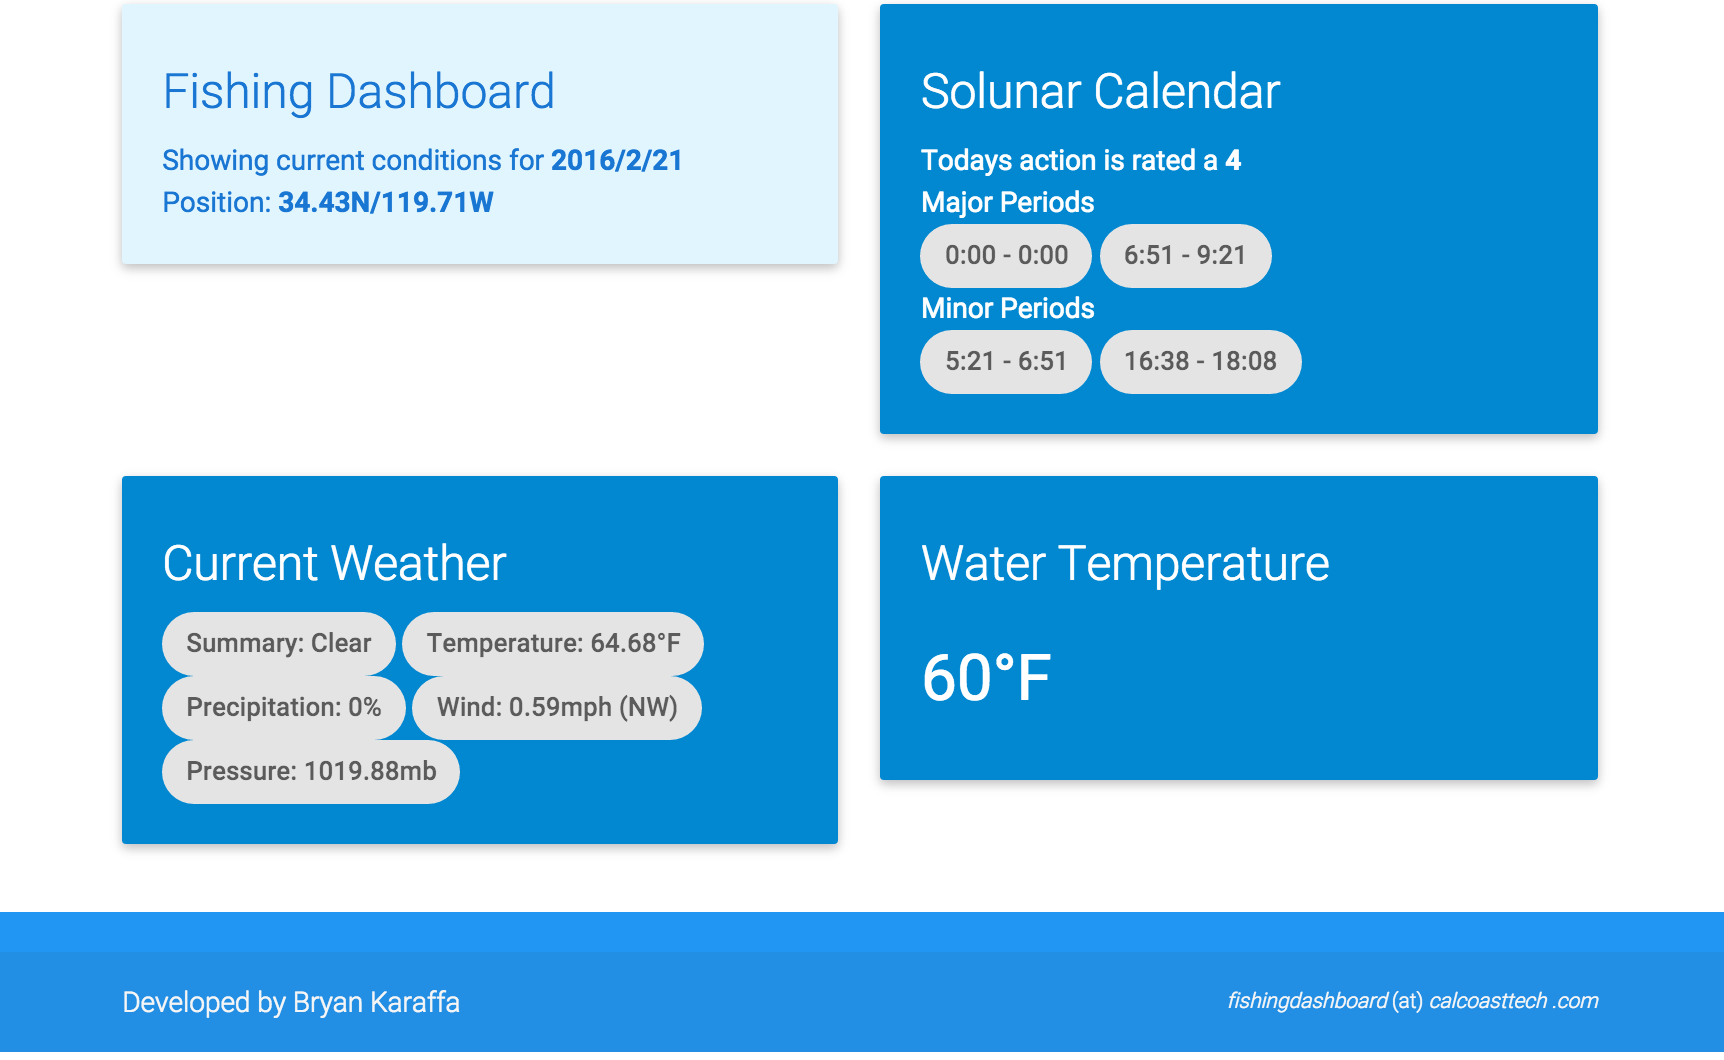 Fishing Dashboard
Showing current conditions for 2016/2/21
Position: 34.43N/119.71W
Solunar Calendar
Todays action is rated a 4
Major Periods
0:00 - 0:00 6:51 - 9:21
Minor Periods
5:21 - 6:51 16:38 - 18:08
Current Weather
Summary: Clear Temperature: 64.68°F
Precipitation: 0% Wind: 0.59mph (NW)
Pressure: 1019.88mb
Water Temperature
60°F
Developed by Bryan Karaffa
fishingdashboard (at) calcoasttech .com